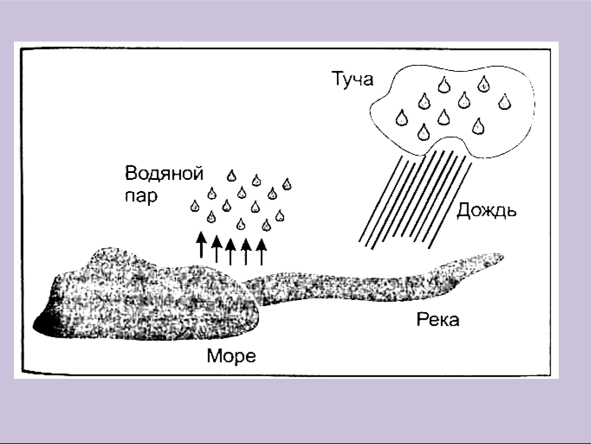 Туча
Водяной
пар
Дождь
Река
Море